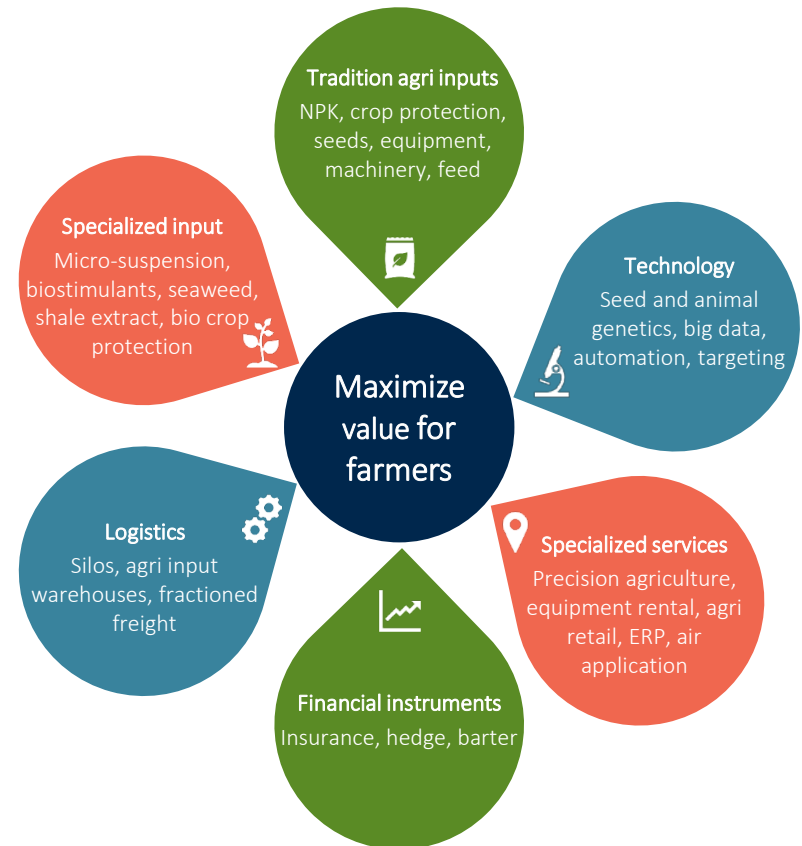 Tradition agri inputs
NPK, crop protection,
seeds, equipment,
machinery, feed
Specialized input
Micro-suspension,
biostimulants, seaweed,
shale extract, bio crop
protection
Technology
Seed and animal
genetics, big data,
automation, targeting
Maximize
value for
farmers
Logistics
Silos, agri input
warehouses, fractioned
freight
Specialized services
Precision agriculture,
equipment rental, agri
retail, ERP, air
application
Financial instruments
Insurance, hedge, barter